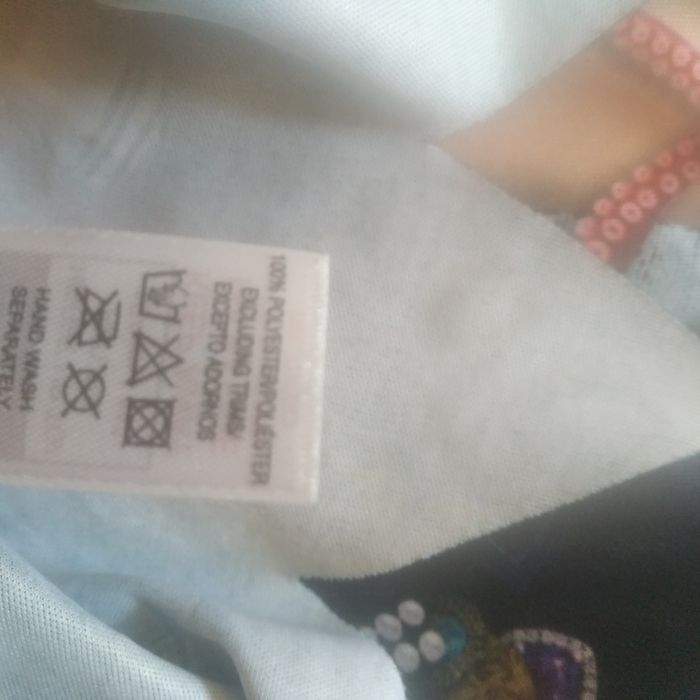 100% POLYESTER/POLIÉSTER
EXCLUDING TRIMS/
EXCEPTO ADORNOS
HAND WASH
SEPARATELY